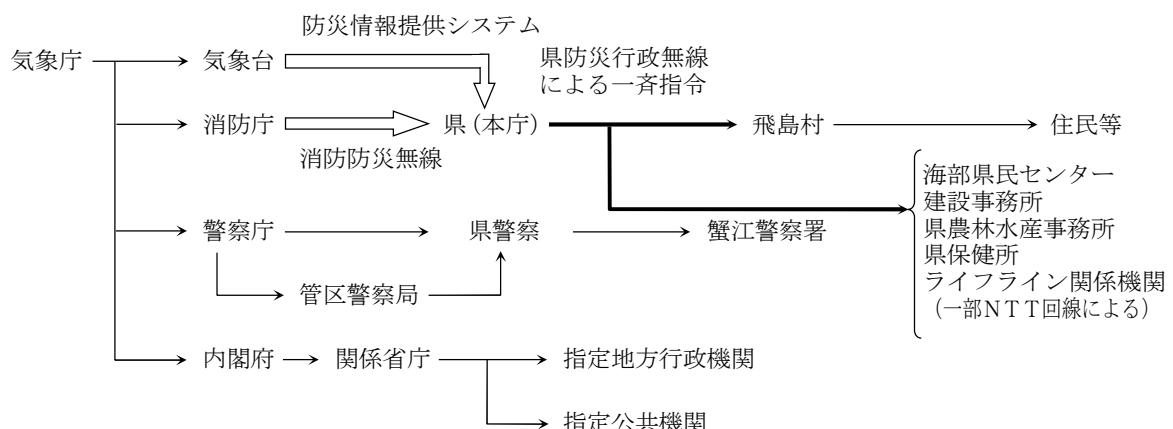 防災情報提供システム
気象庁
気象台
県防災行政無線
による一斉指令
消防庁
県(本庁)
飛島村
住民等
消防防災無線
海部県民センター
建設事務所
県農林水産事務所
県保健所
ライフライン関係機関
(一部NTT回線による)
警察庁
県警察
蟹江警察署
管区警察局
内閣府
関係省庁
指定地方行政機関
指定公共機関